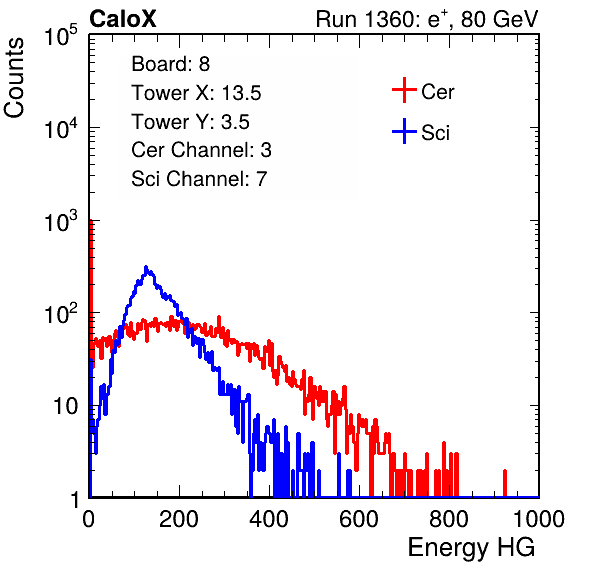 CaloX Run 1360: e⁺, 80 GeV
Counts
Board: 8
Tower X: 13.5
Tower Y: 3.5
Cer Channel: 3
Sci Channel: 7
Cer
Sci
10⁵
10⁴
10³
10²
10
1
0 200 400 600 800 1000
Energy HG